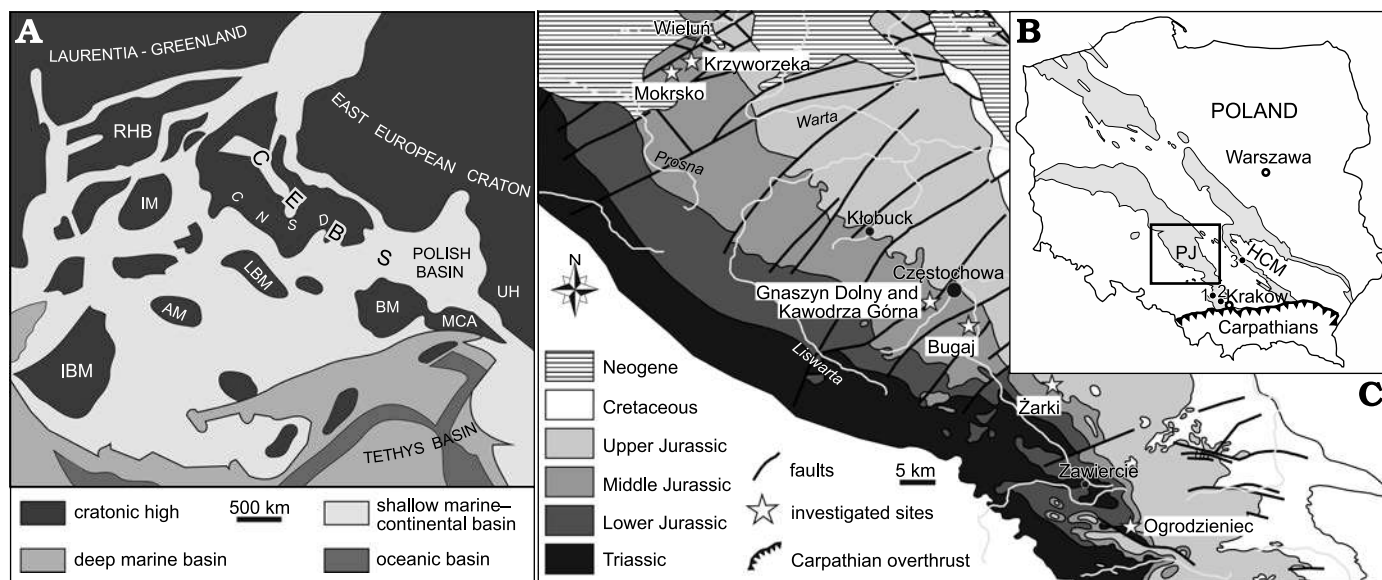 A
LAURENTIA - GREENLAND
EAST EUROPEAN CRATON
RHB
IM
C
E
B
S
C N S D
LBM
AM
IBM
BM
MCA
POLISH
BASIN
UH
TETHYS BASIN
cratonic high
500 km
shallow marine–
continental basin
deep marine basin
oceanic basin
C
Wieluń
Krzyworzeka
Mokrsko
Warta
Prosna
Kłobuck
Częstochowa
Gnaszyn Dolny and
Kawodrza Górna
Bugaj
Liswarta
Żarki
Zawiercie
Ogrodzieniec
N
Neogene
Cretaceous
Upper Jurassic
Middle Jurassic
Lower Jurassic
Triassic
faults
5 km
investigated sites
Carpathian overthrust
B
POLAND
Warszawa
PJ
HCM
3
1
2
Kraków
Carpathians